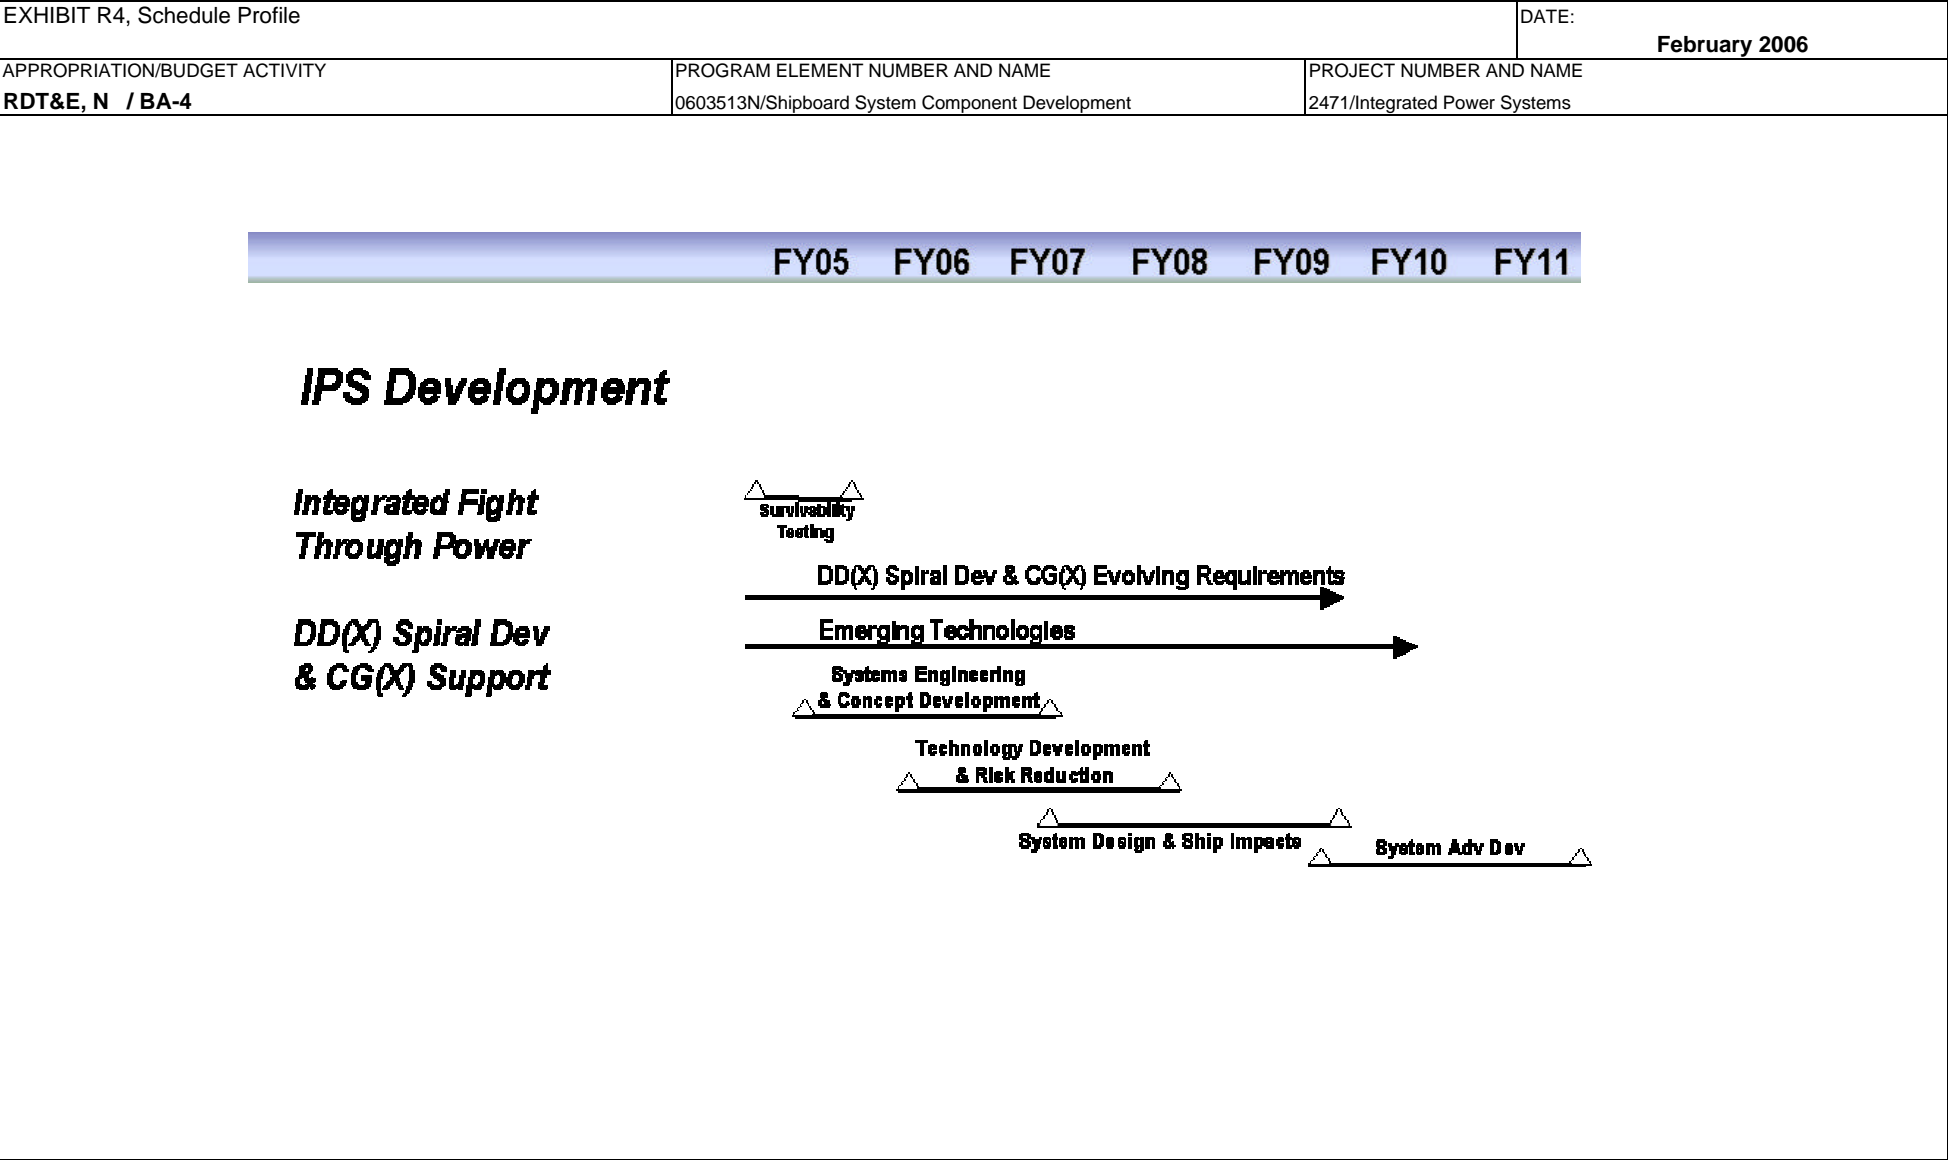 EXHIBIT R4, Schedule Profile
DATE:
February 2006
APPROPRIATION/BUDGET ACTIVITY
PROGRAM ELEMENT NUMBER AND NAME
PROJECT NUMBER AND NAME
RDT&E, N / BA-4
0603513N/Shipboard System Component Development
2471/Integrated Power Systems
FY05 FY06 FY07 FY08 FY09 FY10 FY11
IPS Development
Integrated Fight
Through Power
Survivability
Testing
DD(X) Spiral Dev & CG(X) Evolving Requirements
DD(X) Spiral Dev
& CG(X) Support
Emerging Technologies
Systems Engineering
& Concept Development
Technology Development
& Risk Reduction
System Design & Ship Impacts
System Adv Dev